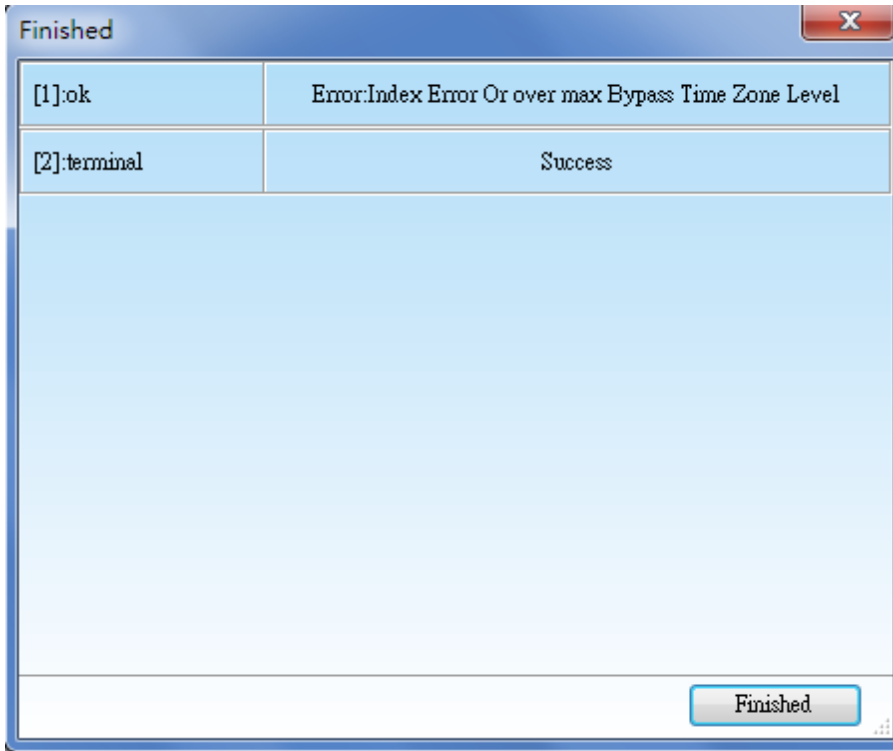 Finished
[1]:ok Error:Index Error Or over max Bypass Time Zone Level
[2]:terminal Success
Finished